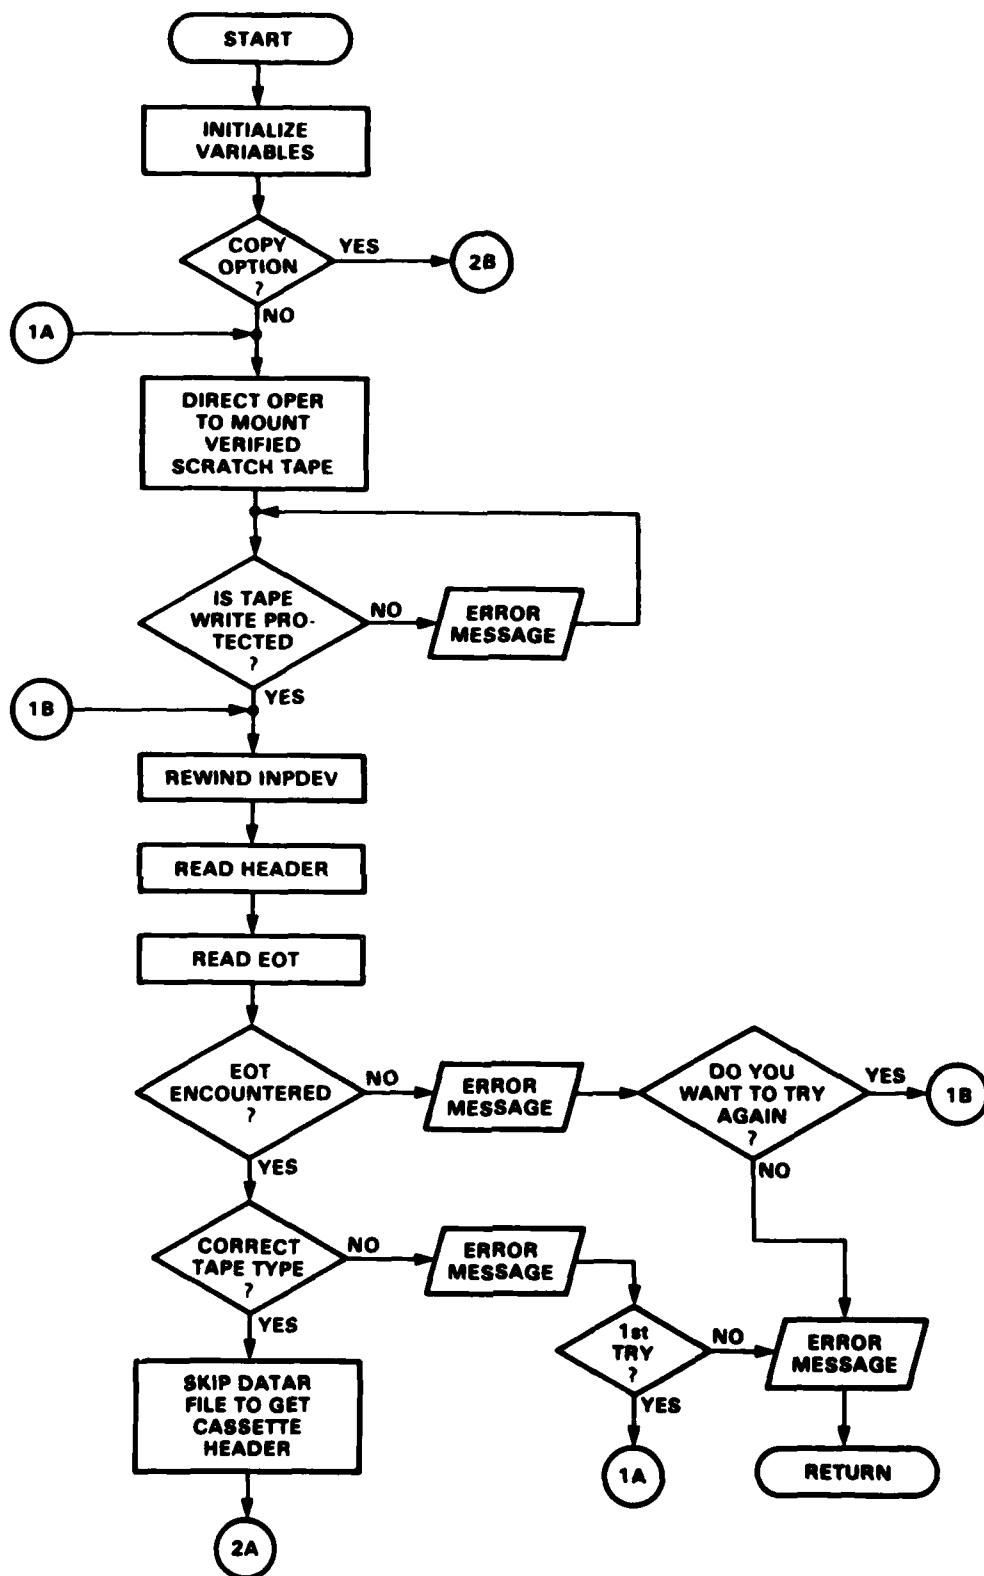 START
INITIALIZE
VARIABLES
COPY
OPTION
?
YES
2B
NO
1A
DIRECT OPER
TO MOUNT
VERIFIED
SCRATCH TAPE
IS TAPE
WRITE PRO-
TECTED
?
NO
ERROR
MESSAGE
YES
1B
REWIND INPDEV
READ HEADER
READ EOT
EOT
ENCOUNTERED
?
NO
ERROR
MESSAGE
DO YOU
WANT TO TRY
AGAIN
?
YES
1B
NO
YES
CORRECT
TAPE TYPE
?
NO
ERROR
MESSAGE
1st
TRY
?
NO
ERROR
MESSAGE
YES
YES
SKIP DATAR
FILE TO GET
CASSETTE
HEADER
1A
RETURN
2A